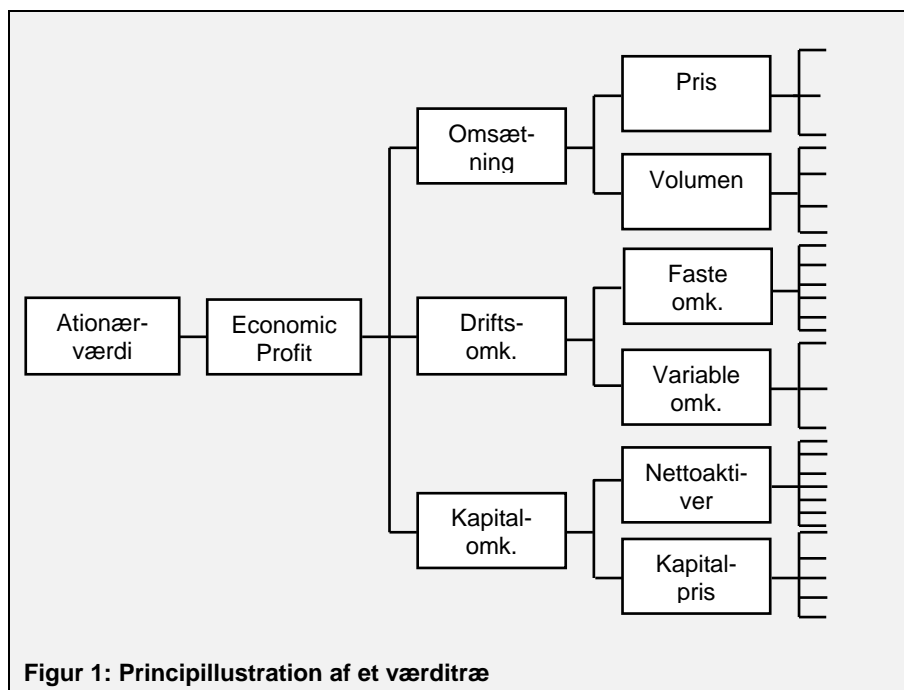 Pris
Omsæt-
ning
Volumen
Faste
omk.
Ationær-
værdi
Economic
Profit
Drifts-
omk.
Variable
omk.
Nettoakti-
ver
Kapital-
omk.
Kapital-
pris
Figur 1: Principillustration af et værditræ